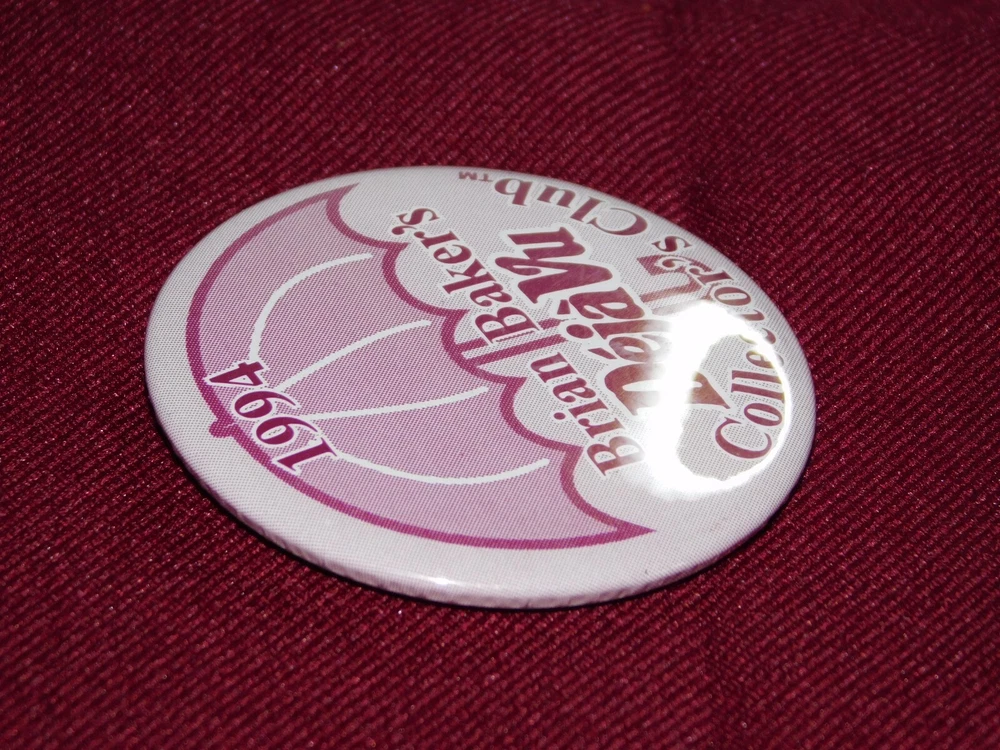 1994
Brian Baker's
Déjà Vu
Collector's Club™